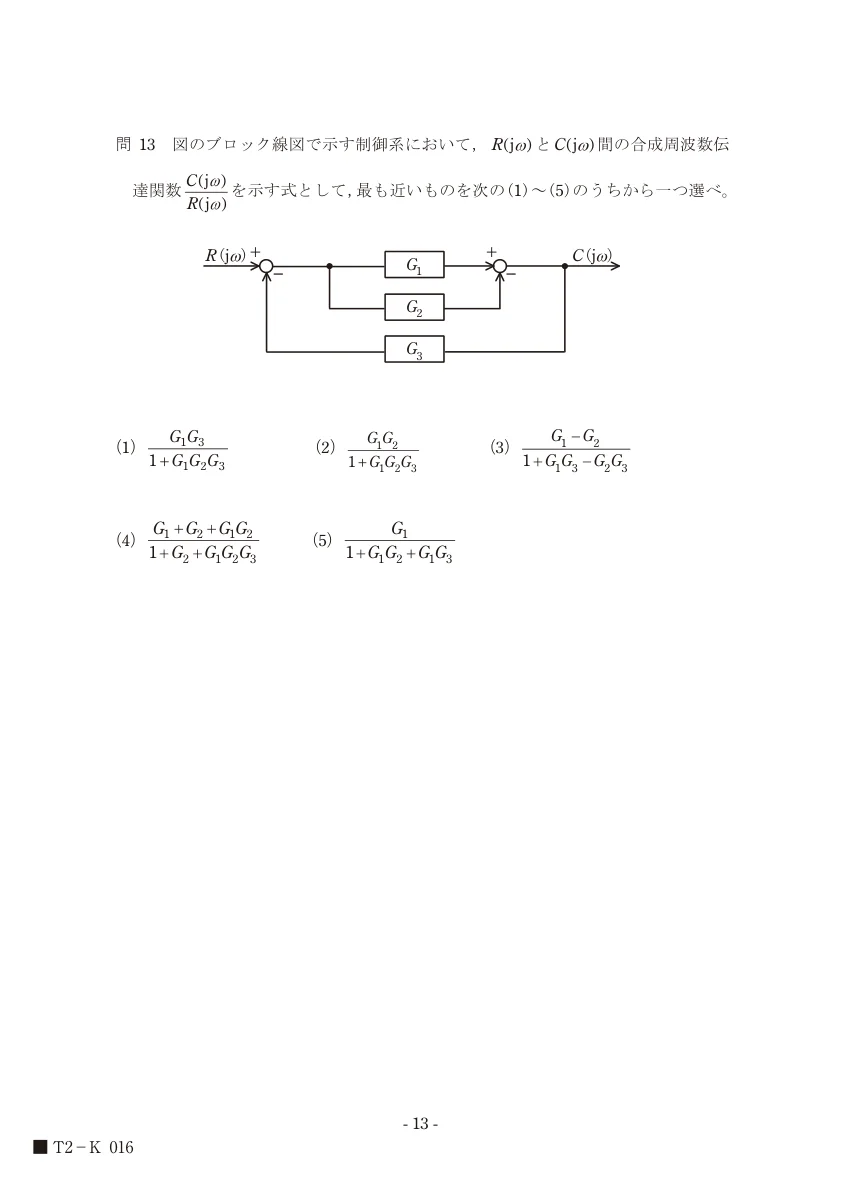 問 13 図のブロック線図で示す制御系において, R(jω)とC(jω)間の合成周波数伝
達関数 C(jω)/R(jω) を示す式として,最も近いものを次の(1)～(5)のうちから一つ選べ。
R(jω) + + C(jω)
− G1 −
G2
G3
(1) G1G3/(1+G1G2G3) (2) G1G2/(1+G1G2G3) (3) (G1−G2)/(1+G1G3−G2G3)
(4) (G1+G2+G1G2)/(1+G2+G1G2G3) (5) G1/(1+G1G2+G1G3)
- 13 -
■ T2−K 016